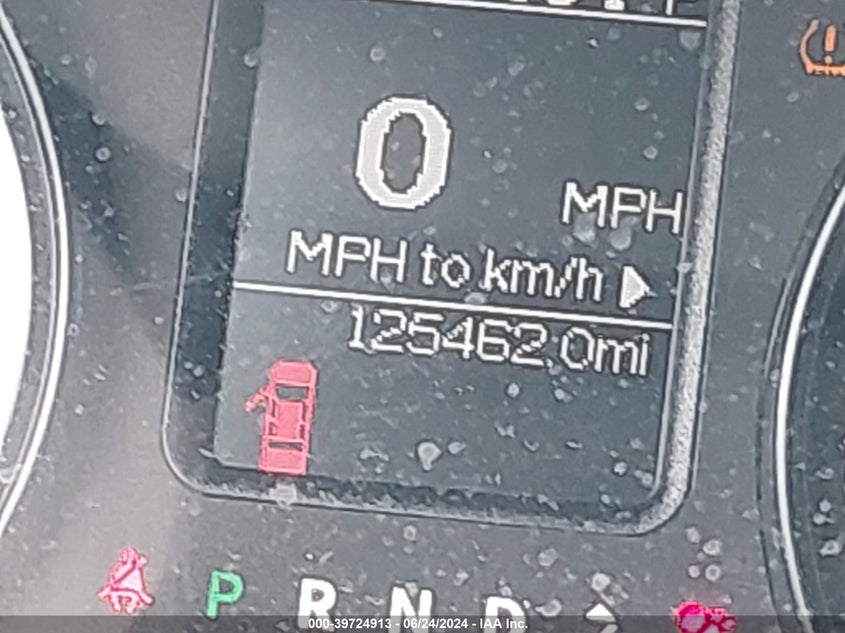 0
MPH
MPH to km/h
125462.0mi
P R N D
000-39724913 - 06/24/2024 - IAA Inc.